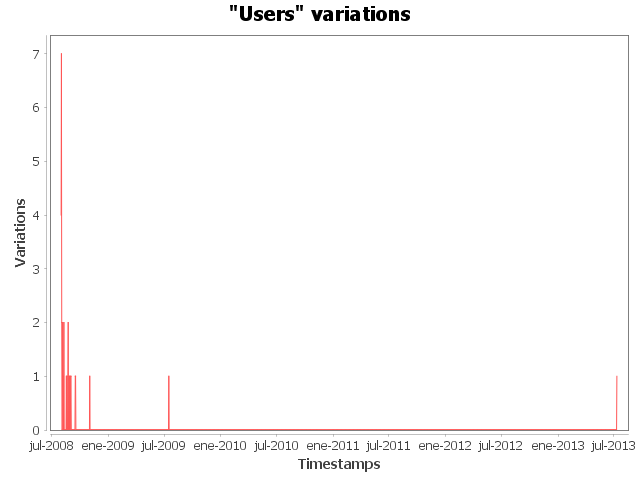 "Users" variations
Variations
7
6
5
4
3
2
1
0
jul-2008 ene-2009 jul-2009 ene-2010 jul-2010 ene-2011 jul-2011 ene-2012 jul-2012 ene-2013 jul-2013
Timestamps